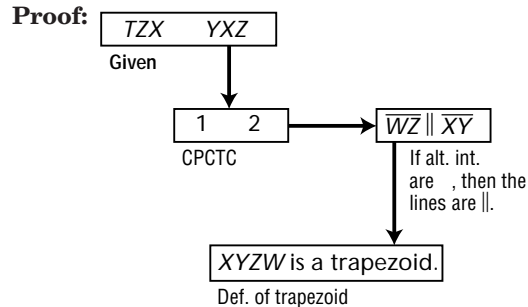 Proof:
TZX YXZ
Given
1 2
CPCTC
WZ || XY
If alt. int.
are , then the
lines are ||.
XYZW is a trapezoid.
Def. of trapezoid